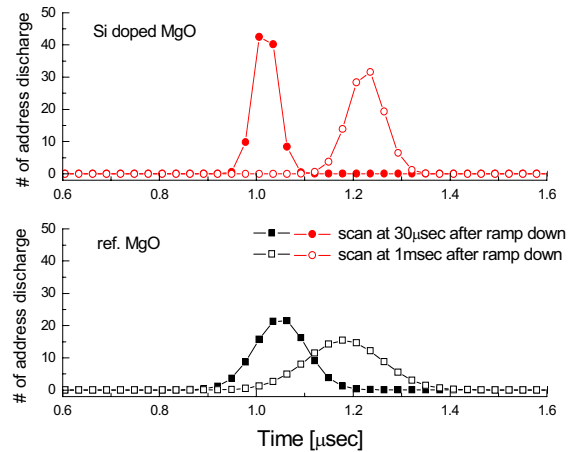 50
Si doped MgO
40
30
20
10
0
# of address discharge
0.6 0.8 1.0 1.2 1.4 1.6
50
ref. MgO
scan at 30μsec after ramp down
40
scan at 1msec after ramp down
30
20
10
0
# of address discharge
0.6 0.8 1.0 1.2 1.4 1.6
Time [μsec]